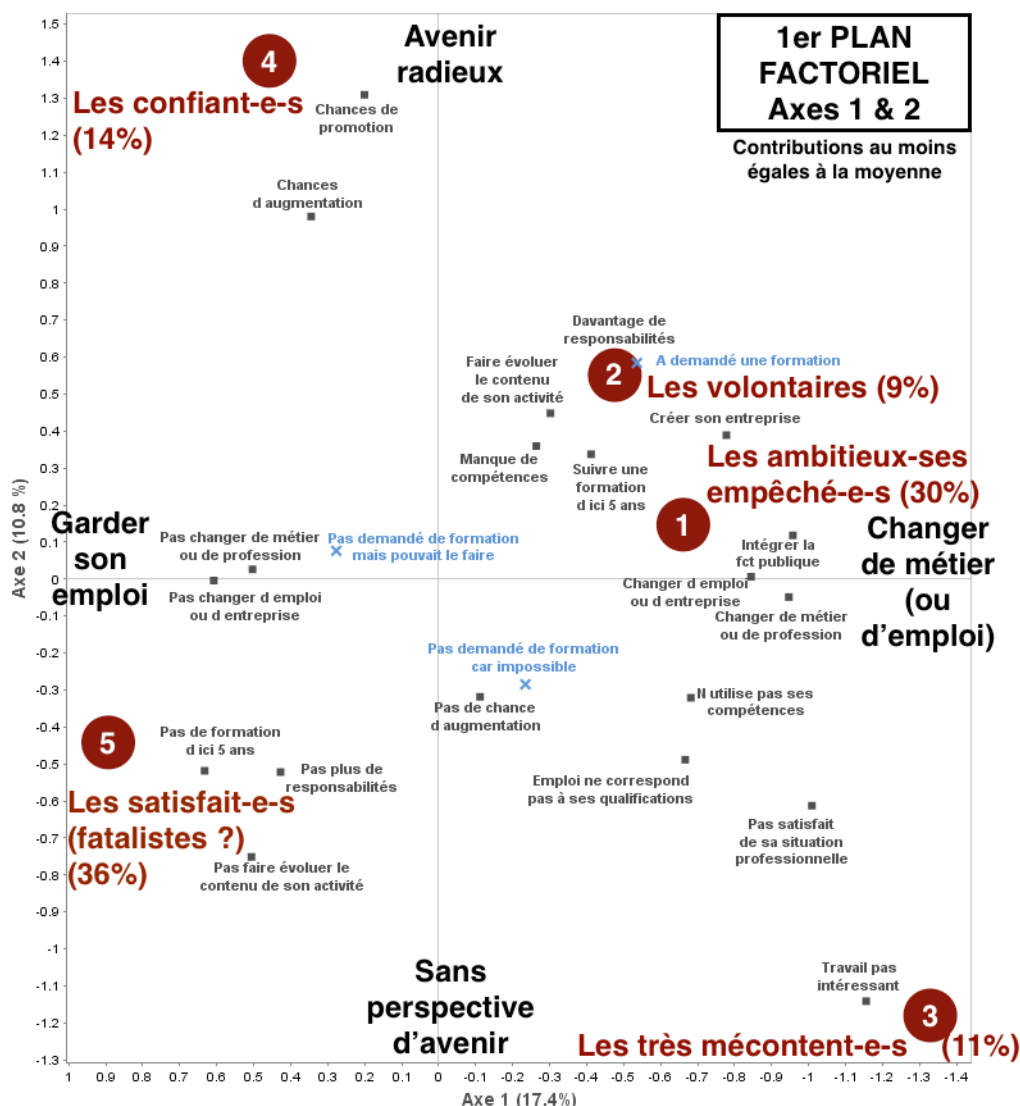 1er PLAN
FACTORIEL
Axes 1 & 2
Contributions au moins
égales à la moyenne
Avenir
radieux
4
Les confiant-e-s
(14%)
Chances de
promotion
Chances
d augmentation
Davantage de
responsabilités
Faire évoluer
le contenu
de son activité
2
A demandé une formation
Les volontaires (9%)
Créer son entreprise
Manque de
compétences
Suivre une
formation
d ici 5 ans
Les ambitieux-ses
empêché-e-s (30%)
1
Garder
son
emploi
Pas changer de métier
ou de profession
Pas demandé de formation
mais pouvait le faire
Intégrer la
fct publique
Changer
de métier
(ou
d'emploi)
Pas changer d emploi
ou d entreprise
Changer d emploi
ou d entreprise
Changer de métier
ou de profession
Pas demandé de formation
car impossible
Pas de chance
d augmentation
N utilise pas ses
compétences
5
Pas de formation
d ici 5 ans
Pas plus de
responsabilités
Emploi ne correspond
pas à ses qualifications
Les satisfait-e-s
(fatalistes ?)
(36%)
Pas satisfait
de sa situation
professionnelle
Pas faire évoluer le
contenu de son activité
Sans
perspective
d'avenir
Travail pas
intéressant
3
Les très mécontent-e-s (11%)
Axe 2 (10.8 %)
1.5
1.4
1.3
1.2
1.1
1
0.9
0.8
0.7
0.6
0.5
0.4
0.3
0.2
0.1
0
-0.1
-0.2
-0.3
-0.4
-0.5
-0.6
-0.7
-0.8
-0.9
-1
-1.1
-1.2
-1.3
1 0.9 0.8 0.7 0.6 0.5 0.4 0.3 0.2 0.1 0 -0.1 -0.2 -0.3 -0.4 -0.5 -0.6 -0.7 -0.8 -0.9 -1 -1.1 -1.2 -1.3 -1.4
Axe 1 (17.4%)